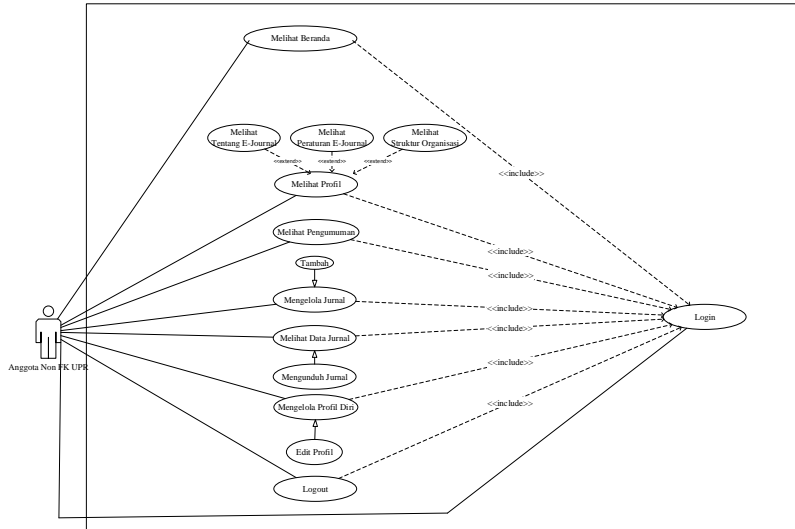 Melihat Beranda
Melihat
Tentang E-Journal
Melihat
Peraturan E-Journal
Melihat
Struktur Organisasi
<<extend>>
<<extend>>
<<extend>>
<<include>>
Melihat Profil
Melihat Pengumuman
<<include>>
Tambah
<<include>>
Mengelola Jurnal
<<include>>
Login
Melihat Data Jurnal
<<include>>
Anggota Non FK UPR
Mengunduh Jurnal
<<include>>
Mengelola Profil Diri
<<include>>
Edit Profil
Logout